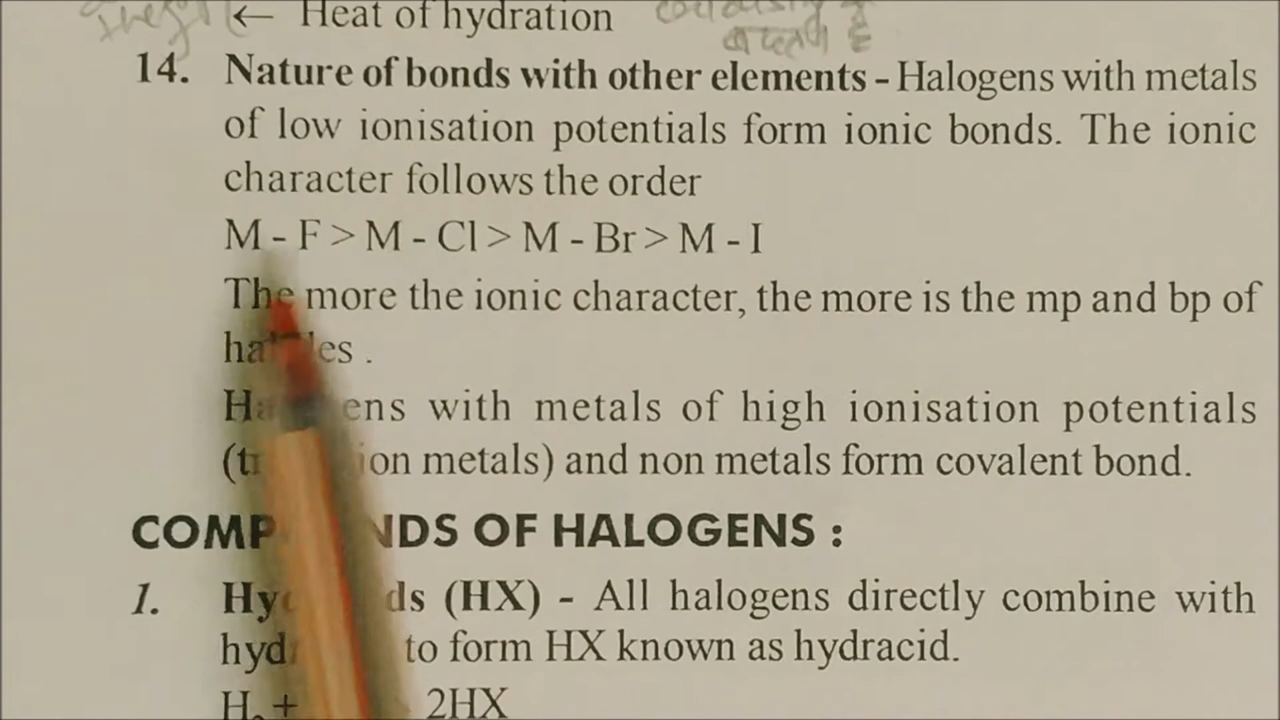 ← Heat of hydration
14. Nature of bonds with other elements - Halogens with metals
of low ionisation potentials form ionic bonds. The ionic
character follows the order
M - F > M - Cl > M - Br > M - I
The more the ionic character, the more is the mp and bp of
ha les .
Ha ens with metals of high ionisation potentials
(t ion metals) and non metals form covalent bond.
COMP NDS OF HALOGENS :
1. Hy ds (HX) - All halogens directly combine with
hyd to form HX known as hydracid.
H₂ + 2HX